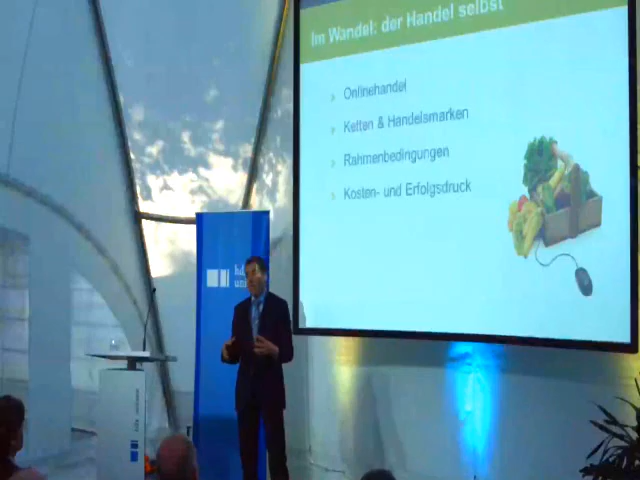 Im Wandel: der Handel selbst
Onlinehandel
Ketten & Handelsmarken
Rahmenbedingungen
Kosten- und Erfolgsdruck